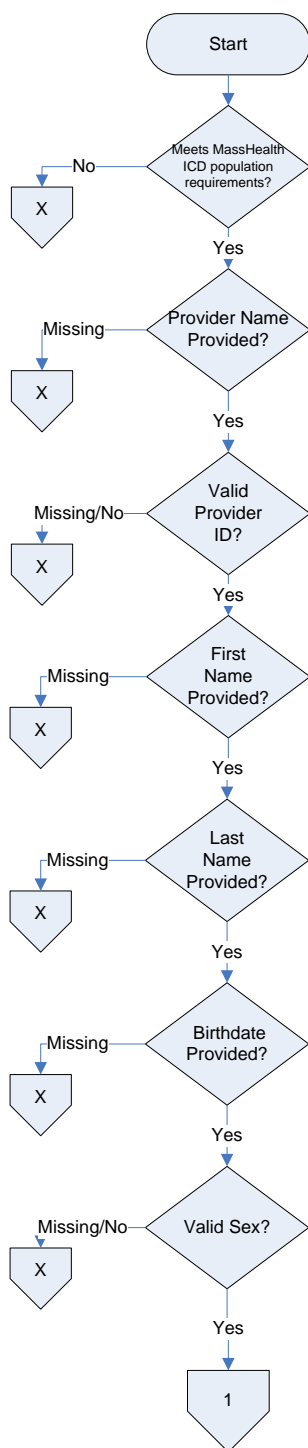 Start
Meets MassHealth
ICD population
requirements?
No
X
Yes
Provider Name
Provided?
Missing
X
Yes
Valid
Provider
ID?
Missing/No
X
Yes
First
Name
Provided?
Missing
X
Yes
Last
Name
Provided?
Missing
X
Yes
Birthdate
Provided?
Missing
X
Yes
Valid Sex?
Missing/No
X
Yes
1